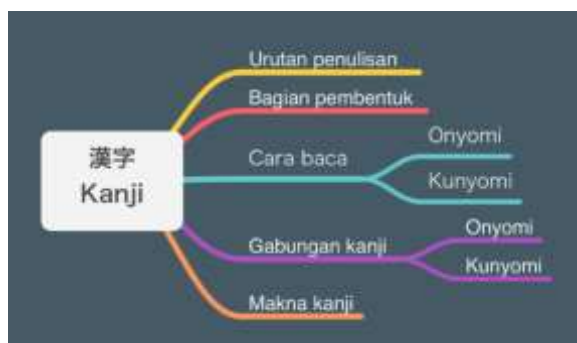 漢字
Kanji
Urutan penulisan
Bagian pembentuk
Cara baca
Onyomi
Kunyomi
Gabungan kanji
Onyomi
Kunyomi
Makna kanji